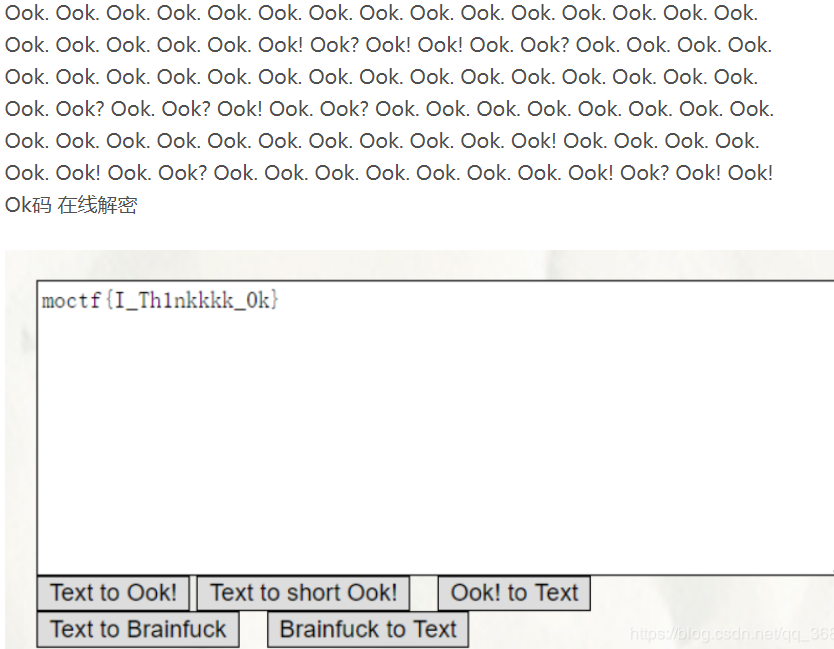 Ook. Ook. Ook. Ook. Ook. Ook. Ook. Ook. Ook. Ook. Ook. Ook. Ook. Ook. Ook.
Ook. Ook. Ook. Ook. Ook. Ook! Ook? Ook! Ook! Ook. Ook? Ook. Ook. Ook. Ook.
Ook. Ook. Ook. Ook. Ook. Ook. Ook. Ook. Ook. Ook. Ook. Ook. Ook. Ook. Ook.
Ook. Ook? Ook. Ook? Ook! Ook. Ook? Ook. Ook. Ook. Ook. Ook. Ook. Ook. Ook.
Ook. Ook. Ook. Ook. Ook. Ook. Ook. Ook. Ook. Ook. Ook! Ook. Ook. Ook. Ook.
Ook. Ook! Ook. Ook? Ook. Ook. Ook. Ook. Ook. Ook. Ook. Ook! Ook? Ook! Ook!
Ok码 在线解密
moctf{I_Th1nkkkk_Ok}
Text to Ook! Text to short Ook! Ook! to Text
Text to Brainfuck Brainfuck to Text
https://blog.csdn.net/qq_368